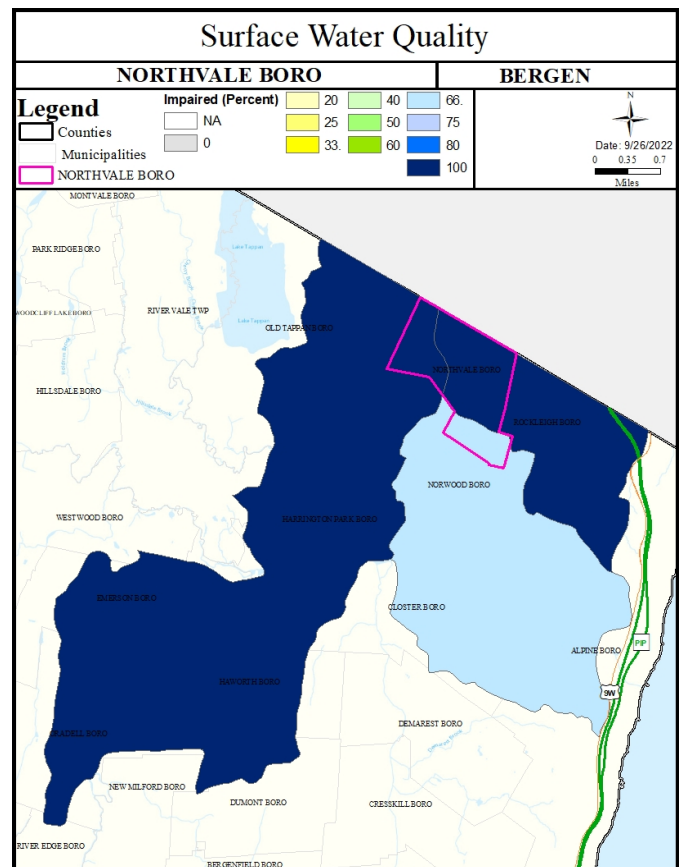 Surface Water Quality
NORTHVALE BORO
BERGEN
Legend
Counties
Municipalities
NORTHVALE BORO
Impaired (Percent)
NA
0
20
25
33.
40
50
60
66.
75
80
100
N
Date: 9/26/2022
0 0.35 0.7
Miles
MONTVALE BORO
PARK RIDGE BORO
Lake Tappan
WOODCLIFF LAKE BORO
RIVER VALE TWP
Lake Tappan
OLD TAPPAN BORO
NORTHVALE BORO
HILLSDALE BORO
ROCKLEIGH BORO
NORWOOD BORO
WESTWOOD BORO
HARRINGTON PARK BORO
EMERSON BORO
CLOSTER BORO
PIP
ALPINE BORO
HAWORTH BORO
9W
DEMAREST BORO
ORADELL BORO
NEW MILFORD BORO
DUMONT BORO
CRESSKILL BORO
RIVER EDGE BORO
BERGENFIELD BORO